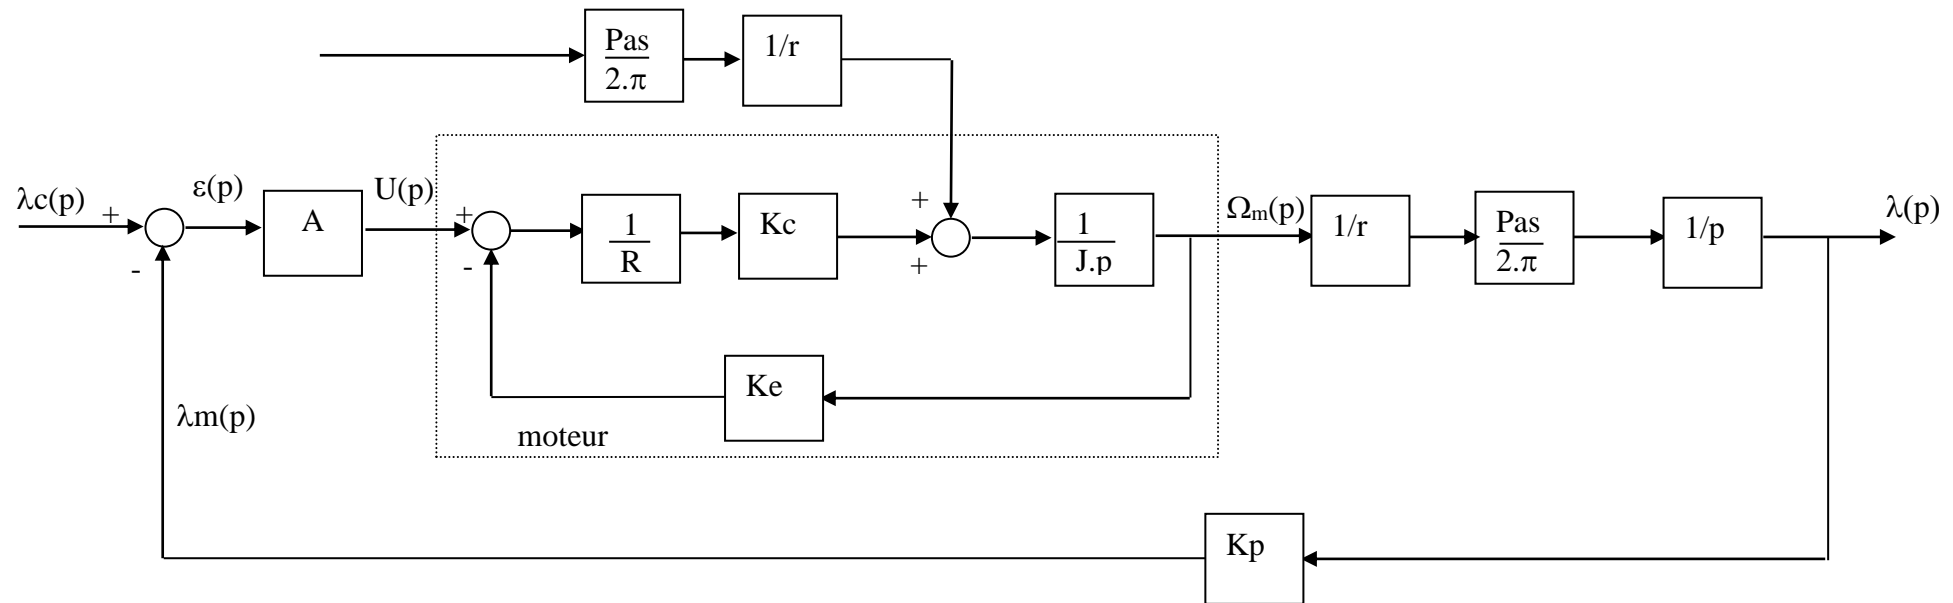 Pas
2.π
1/r
λc(p)
+
-
ε(p)
A
U(p)
+
-
1
R
Kc
+
+
1
J.p
Ωm(p)
1/r
Pas
2.π
1/p
λ(p)
Ke
λm(p)
moteur
Kp